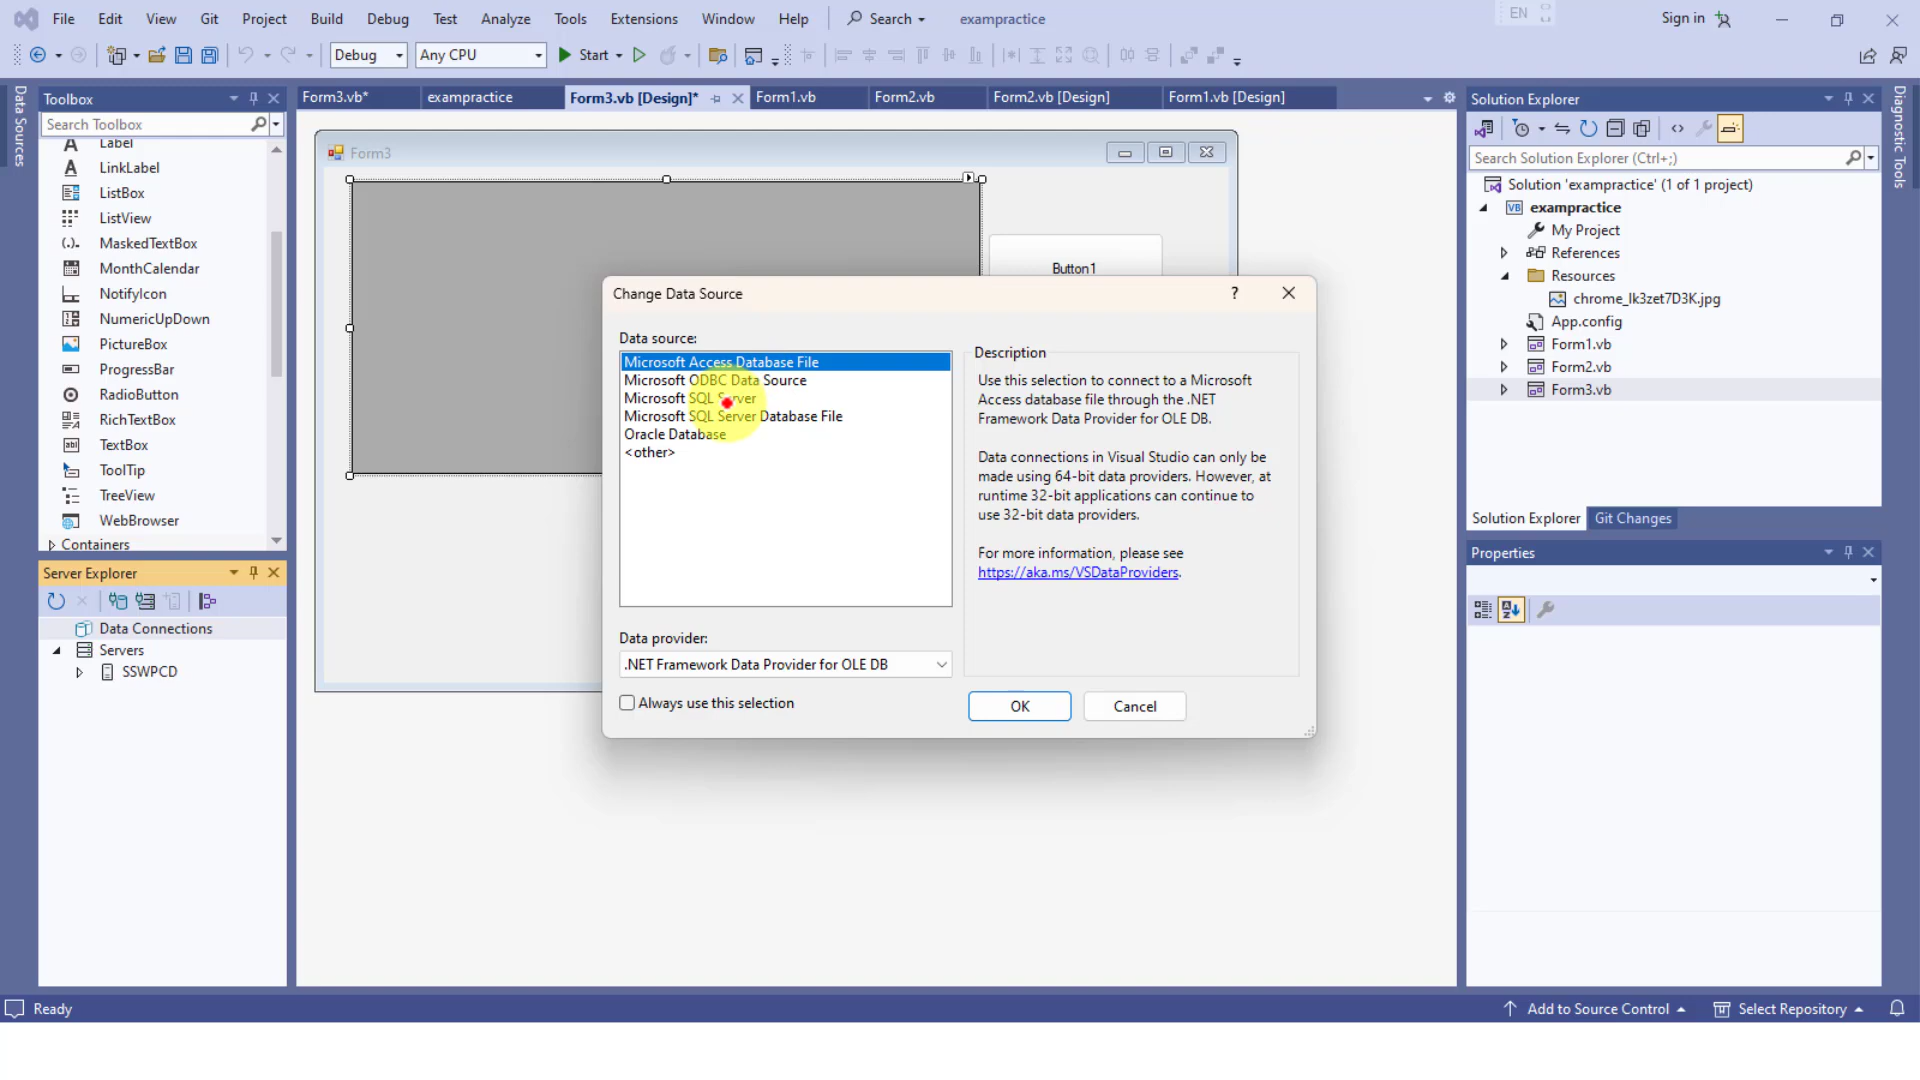 File Edit View Git Project Build Debug Test Analyze Tools Extensions Window Help Search exampractice EN Sign in
Debug Any CPU Start
Data Sources
Toolbox
Search Toolbox
Label
LinkLabel
ListBox
ListView
MaskedTextBox
MonthCalendar
NotifyIcon
NumericUpDown
PictureBox
ProgressBar
RadioButton
RichTextBox
TextBox
ToolTip
TreeView
WebBrowser
Containers
Server Explorer
Data Connections
Servers
SSWPCD
Form3.vb* exampractice Form3.vb [Design]* Form1.vb Form2.vb Form2.vb [Design] Form1.vb [Design]
Form3
Button1
Change Data Source
?
Data source:
Microsoft Access Database File
Microsoft ODBC Data Source
Microsoft SQL Server
Microsoft SQL Server Database File
Oracle Database
<other>
Data provider:
.NET Framework Data Provider for OLE DB
Always use this selection
Description
Use this selection to connect to a Microsoft
Access database file through the .NET
Framework Data Provider for OLE DB.
Data connections in Visual Studio can only be
made using 64-bit data providers. However, at
runtime 32-bit applications can continue to
use 32-bit data providers.
For more information, please see
https://aka.ms/VSDataProviders.
OK Cancel
Solution Explorer
Search Solution Explorer (Ctrl+;)
Solution 'exampractice' (1 of 1 project)
VB exampractice
My Project
References
Resources
chrome_lk3zet7D3K.jpg
App.config
Form1.vb
Form2.vb
Form3.vb
Solution Explorer Git Changes
Properties
Diagnostic Tools
Ready
Add to Source Control Select Repository